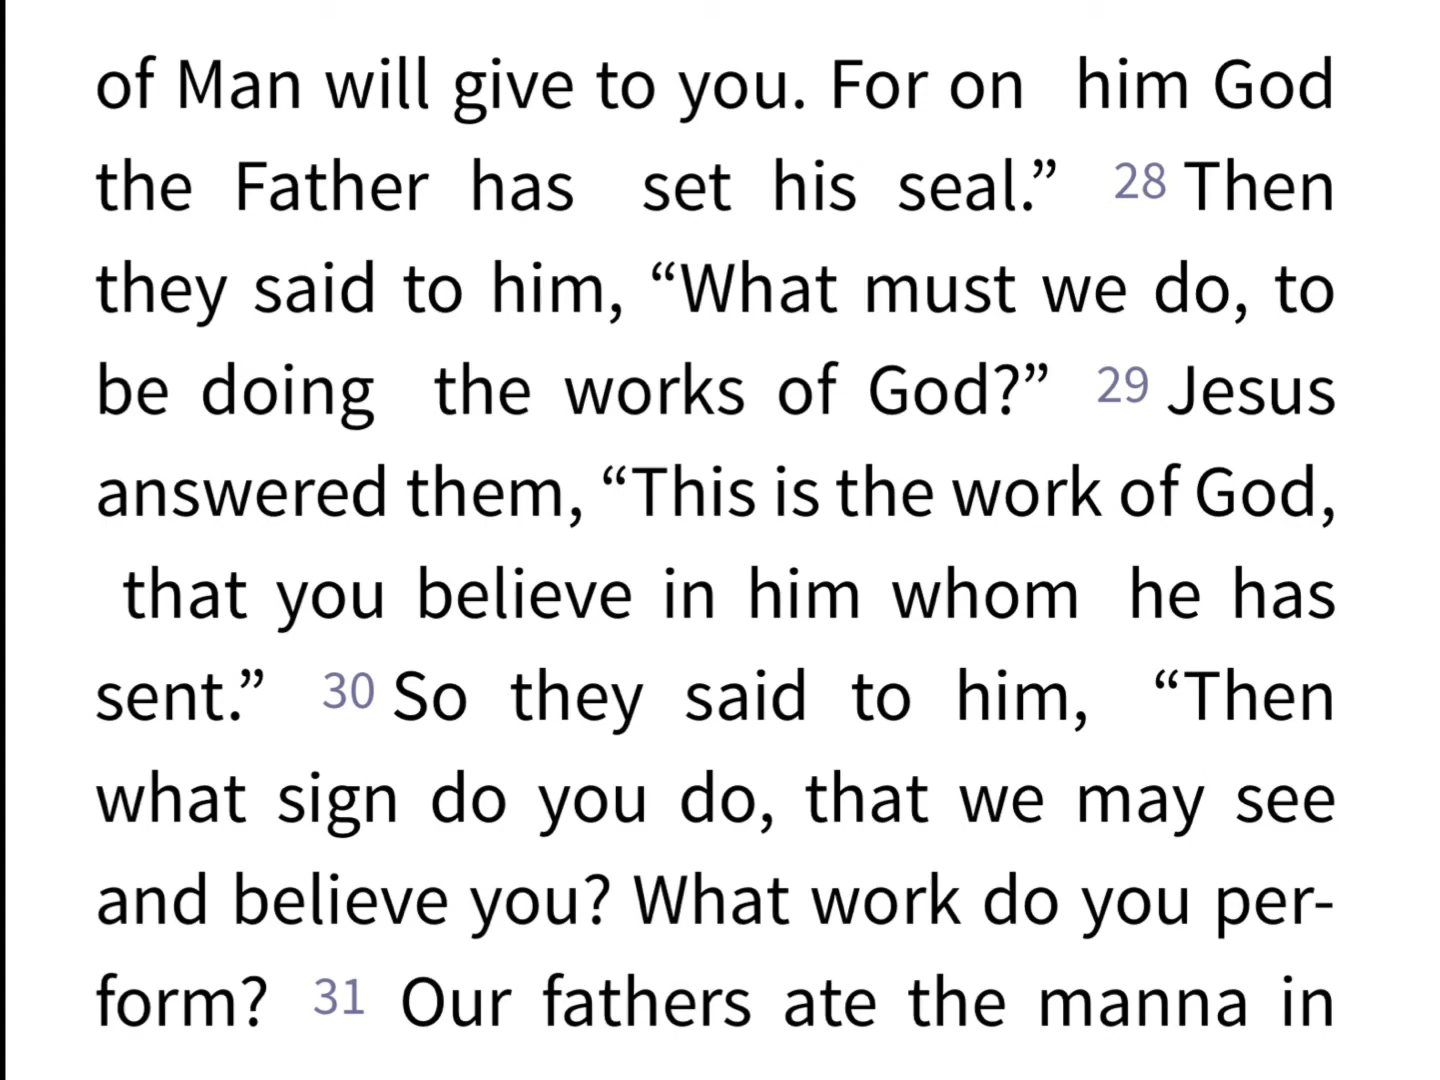 of Man will give to you. For on him God
the Father has set his seal.” 28 Then
they said to him, “What must we do, to
be doing the works of God?” 29 Jesus
answered them, “This is the work of God,
that you believe in him whom he has
sent.” 30 So they said to him, “Then
what sign do you do, that we may see
and believe you? What work do you per-
form? 31 Our fathers ate the manna in